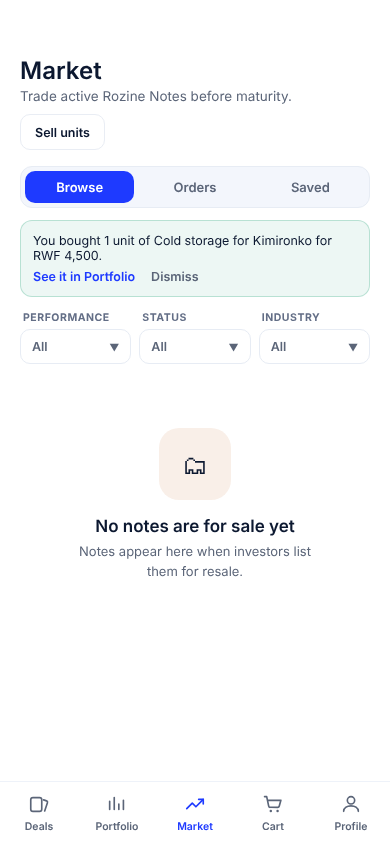 Market
Trade active Rozine Notes before maturity.
Sell units
Browse
Orders
Saved
You bought 1 unit of Cold storage for Kimironko for
RWF 4,500.
See it in Portfolio
Dismiss
PERFORMANCE
STATUS
INDUSTRY
All
All
All
No notes are for sale yet
Notes appear here when investors list
them for resale.
Deals
Portfolio
Market
Cart
Profile